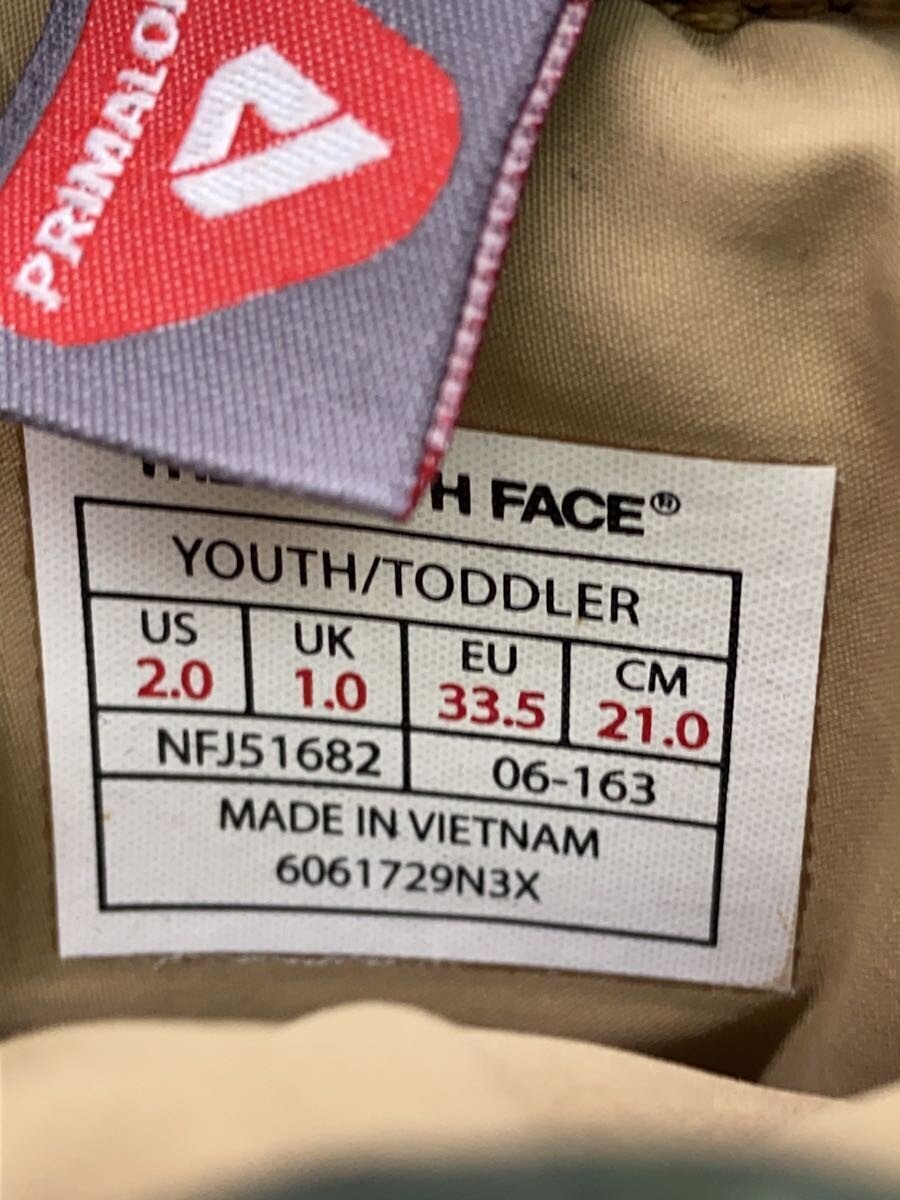 PRIMALO
H FACE®
YOUTH/TODDLER
US UK EU CM
2.0 1.0 33.5 21.0
NFJ51682 06-163
MADE IN VIETNAM
6061729N3X